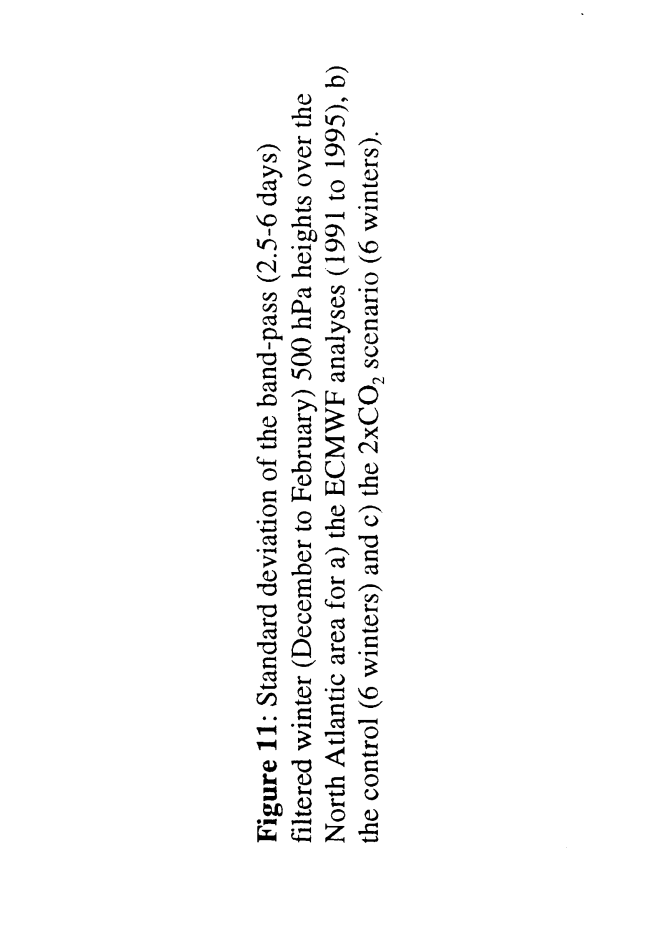 Figure 11: Standard deviation of the band-pass (2.5-6 days)
filtered winter (December to February) 500 hPa heights over the
North Atlantic area for a) the ECMWF analyses (1991 to 1995), b)
the control (6 winters) and c) the 2xCO₂ scenario (6 winters).